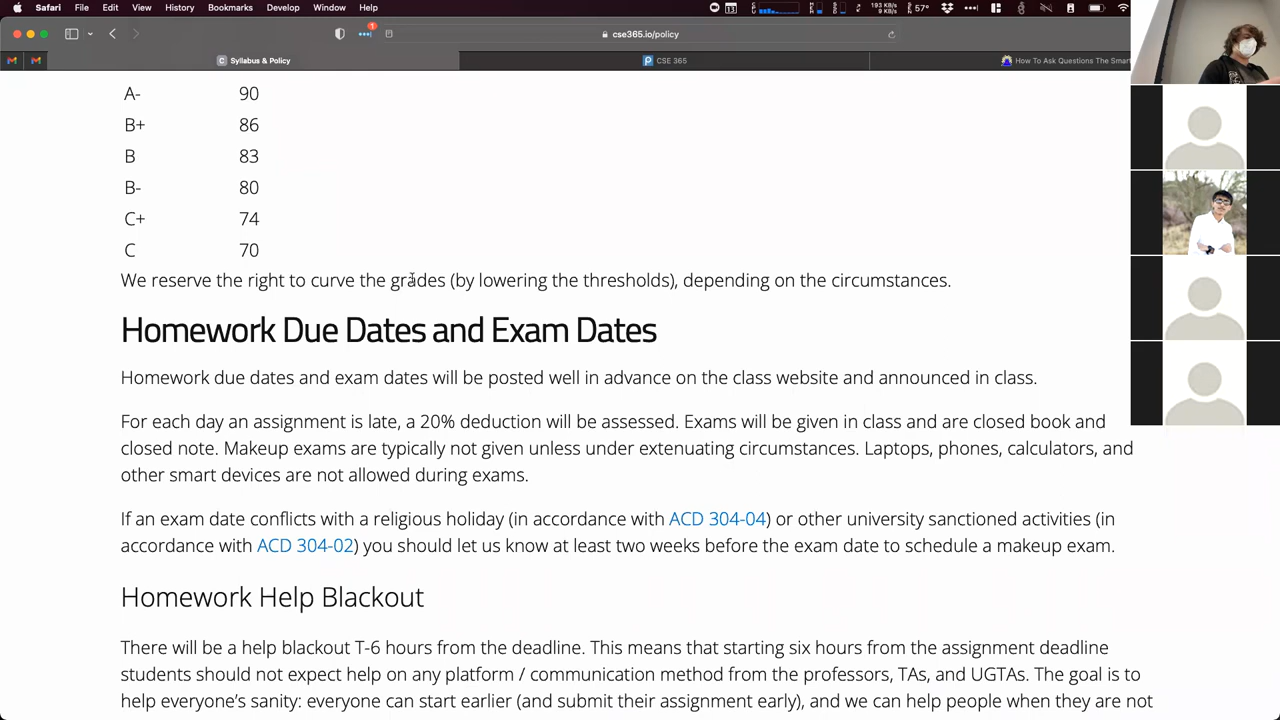 Safari File Edit View History Bookmarks Develop Window Help
193 KB/s
9 KB/s
57°
cse365.io/policy
Syllabus & Policy
CSE 365
How To Ask Questions The Smart
A- 90
B+ 86
B 83
B- 80
C+ 74
C 70
We reserve the right to curve the grades (by lowering the thresholds), depending on the circumstances.
Homework Due Dates and Exam Dates
Homework due dates and exam dates will be posted well in advance on the class website and announced in class.
For each day an assignment is late, a 20% deduction will be assessed. Exams will be given in class and are closed book and
closed note. Makeup exams are typically not given unless under extenuating circumstances. Laptops, phones, calculators, and
other smart devices are not allowed during exams.
If an exam date conflicts with a religious holiday (in accordance with ACD 304-04) or other university sanctioned activities (in
accordance with ACD 304-02) you should let us know at least two weeks before the exam date to schedule a makeup exam.
Homework Help Blackout
There will be a help blackout T-6 hours from the deadline. This means that starting six hours from the assignment deadline
students should not expect help on any platform / communication method from the professors, TAs, and UGTAs. The goal is to
help everyone's sanity: everyone can start earlier (and submit their assignment early), and we can help people when they are not